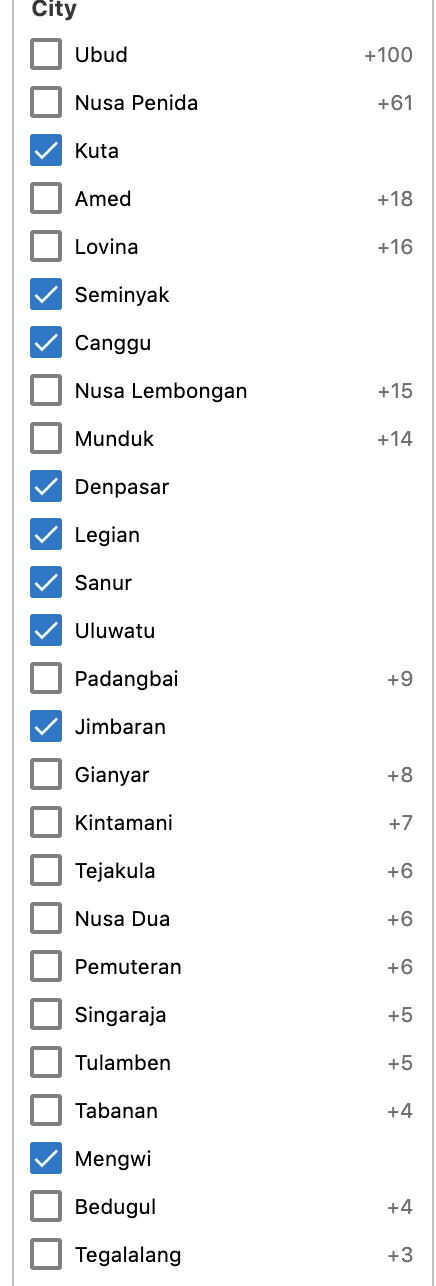 City
Ubud +100
Nusa Penida +61
Kuta
Amed +18
Lovina +16
Seminyak
Canggu
Nusa Lembongan +15
Munduk +14
Denpasar
Legian
Sanur
Uluwatu
Padangbai +9
Jimbaran
Gianyar +8
Kintamani +7
Tejakula +6
Nusa Dua +6
Pemuteran +6
Singaraja +5
Tulamben +5
Tabanan +4
Mengwi
Bedugul +4
Tegalalang +3